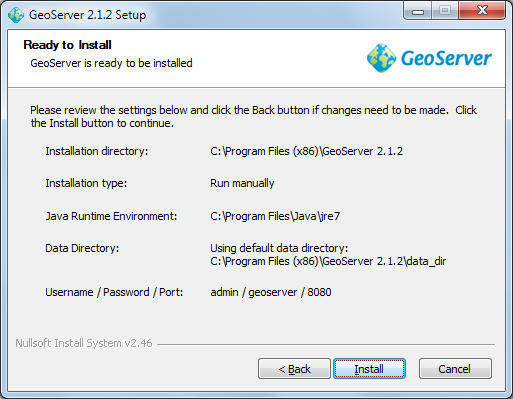 GeoServer 2.1.2 Setup
Ready to Install
GeoServer is ready to be installed
GeoServer
Please review the settings below and click the Back button if changes need to be made. Click
the Install button to continue.
Installation directory: C:\Program Files (x86)\GeoServer 2.1.2
Installation type: Run manually
Java Runtime Environment: C:\Program Files\Java\jre7
Data Directory: Using default data directory:
C:\Program Files (x86)\GeoServer 2.1.2\data_dir
Username / Password / Port: admin / geoserver / 8080
Nullsoft Install System v2.46
< Back Install Cancel